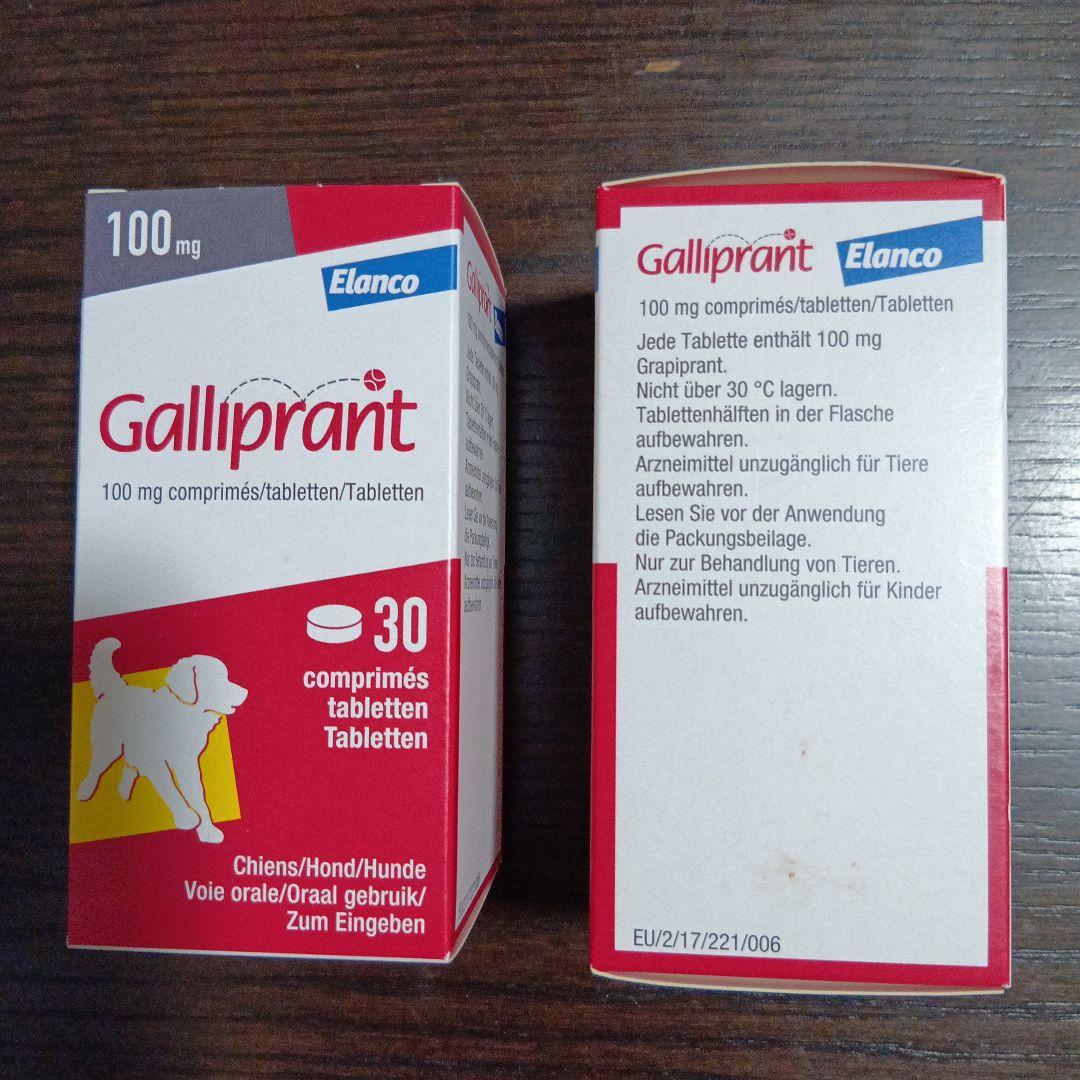 100 mg
Elanco
Galliprant
100 mg comprimés/tabletten/Tabletten
30
comprimés
tabletten
Tabletten
Chiens/Hond/Hunde
Voie orale/Oraal gebruik/
Zum Eingeben
Galliprant
Galliprant Elanco
100 mg comprimés/tabletten/Tabletten
Jede Tablette enthält 100 mg
Grapiprant.
Nicht über 30 °C lagern.
Tablettenhälften in der Flasche
aufbewahren.
Arzneimittel unzugänglich für Tiere
aufbewahren.
Lesen Sie vor der Anwendung
die Packungsbeilage.
Nur zur Behandlung von Tieren.
Arzneimittel unzugänglich für Kinder
aufbewahren.
EU/2/17/221/006